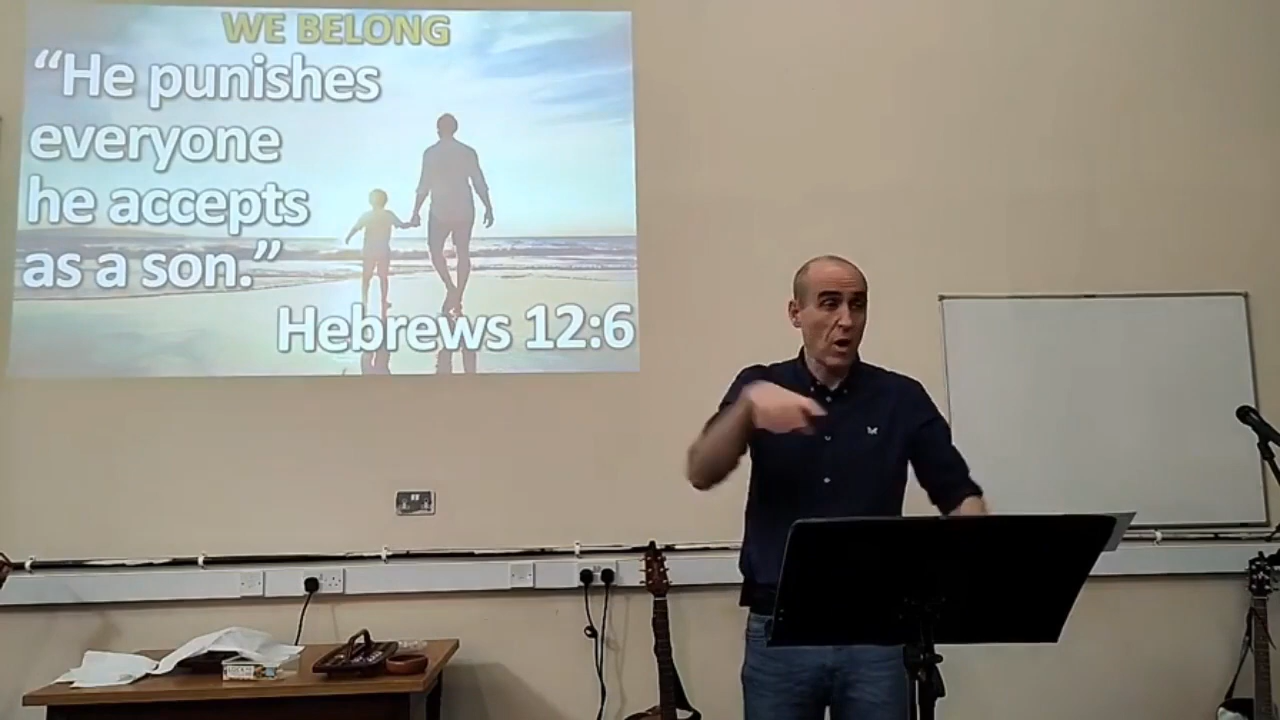 WE BELONG
“He punishes
everyone
he accepts
as a son.”
Hebrews 12:6